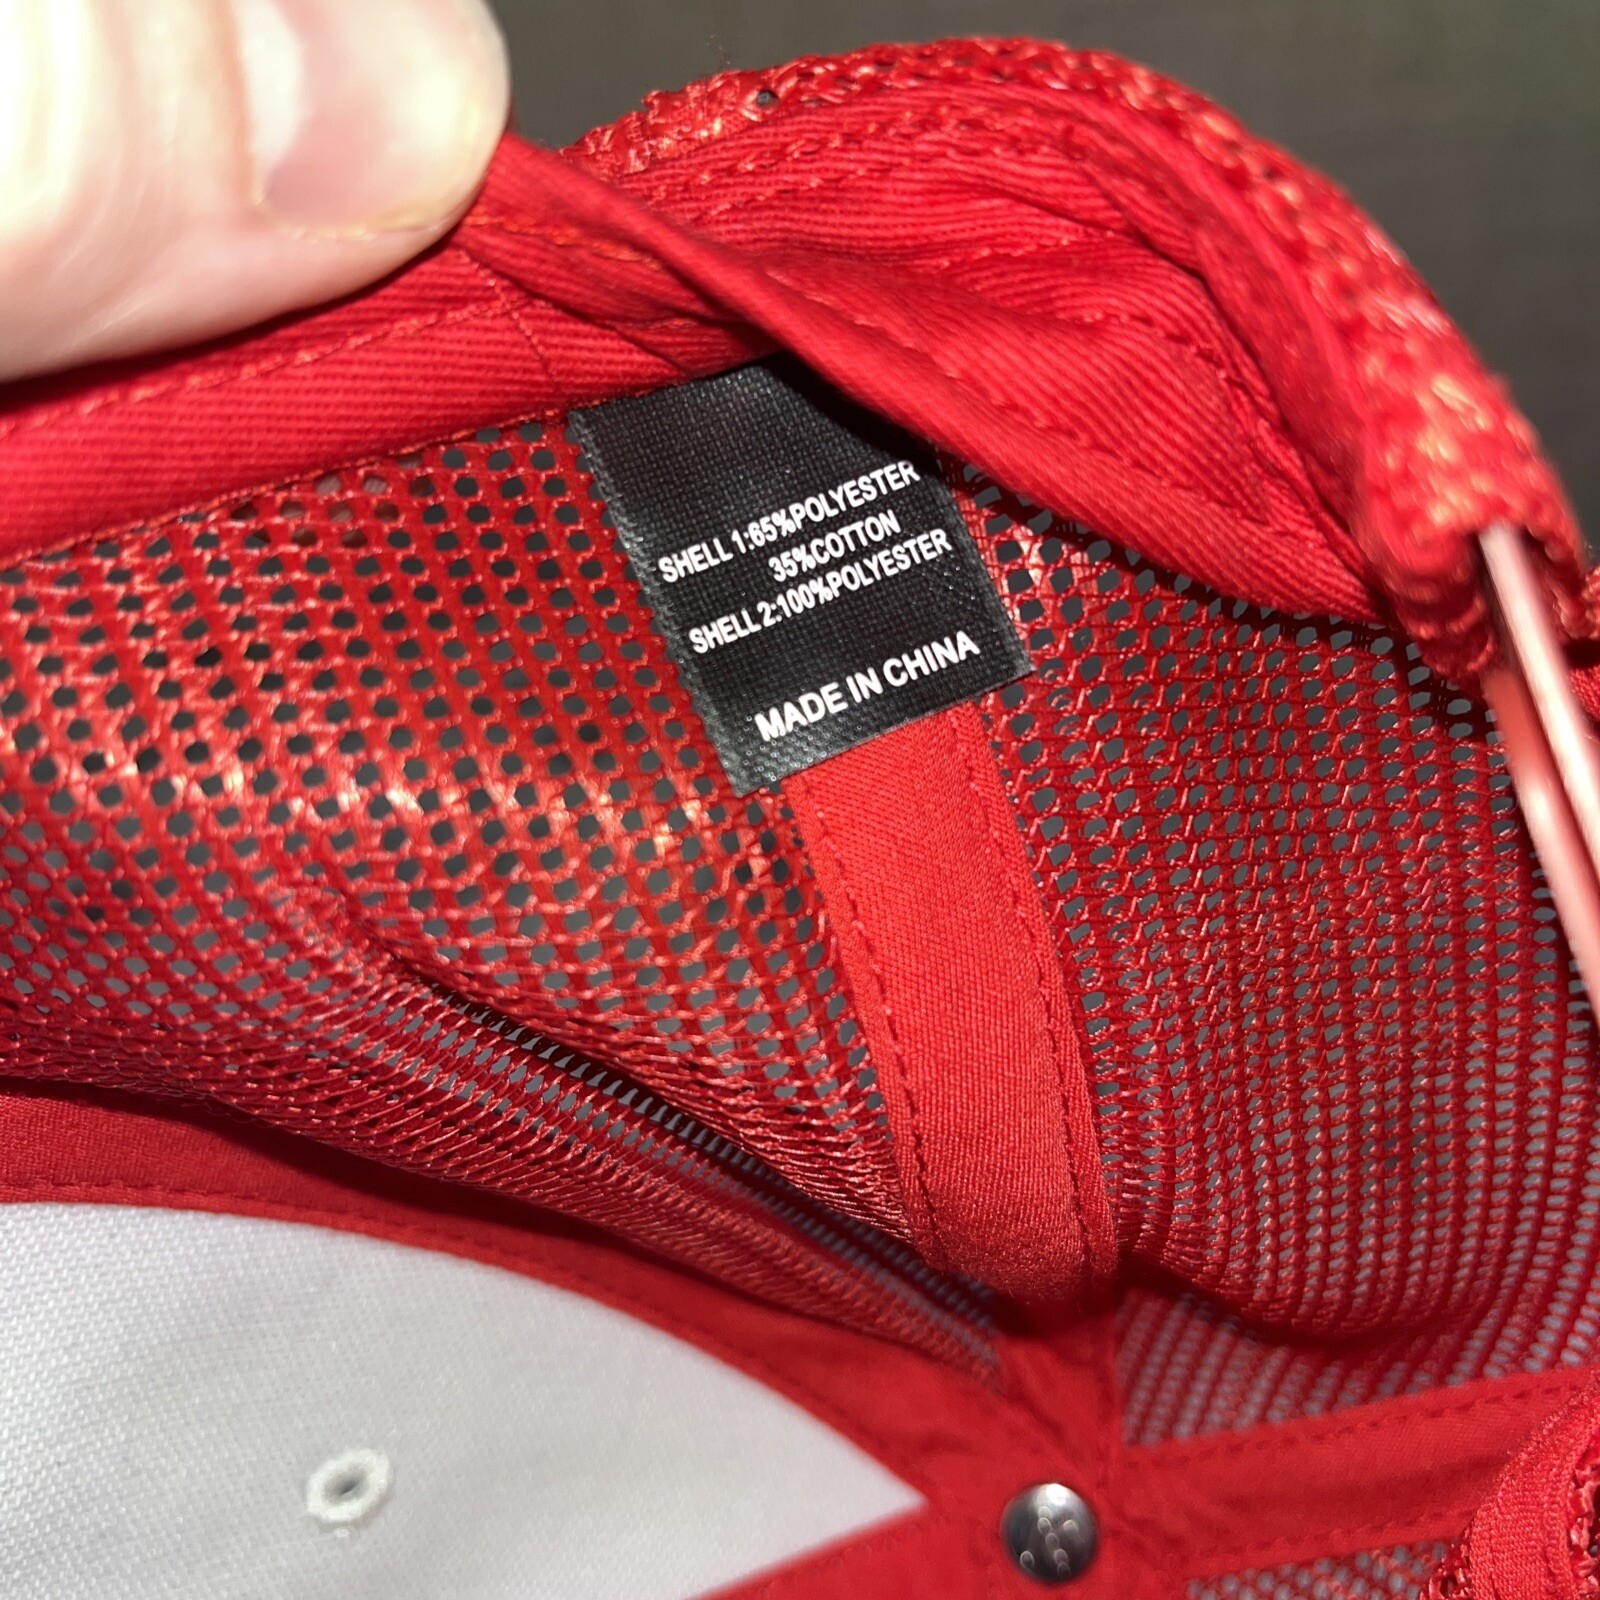 SHELL 1:65%POLYESTER
35%COTTON
SHELL 2:100%POLYESTER
MADE IN CHINA